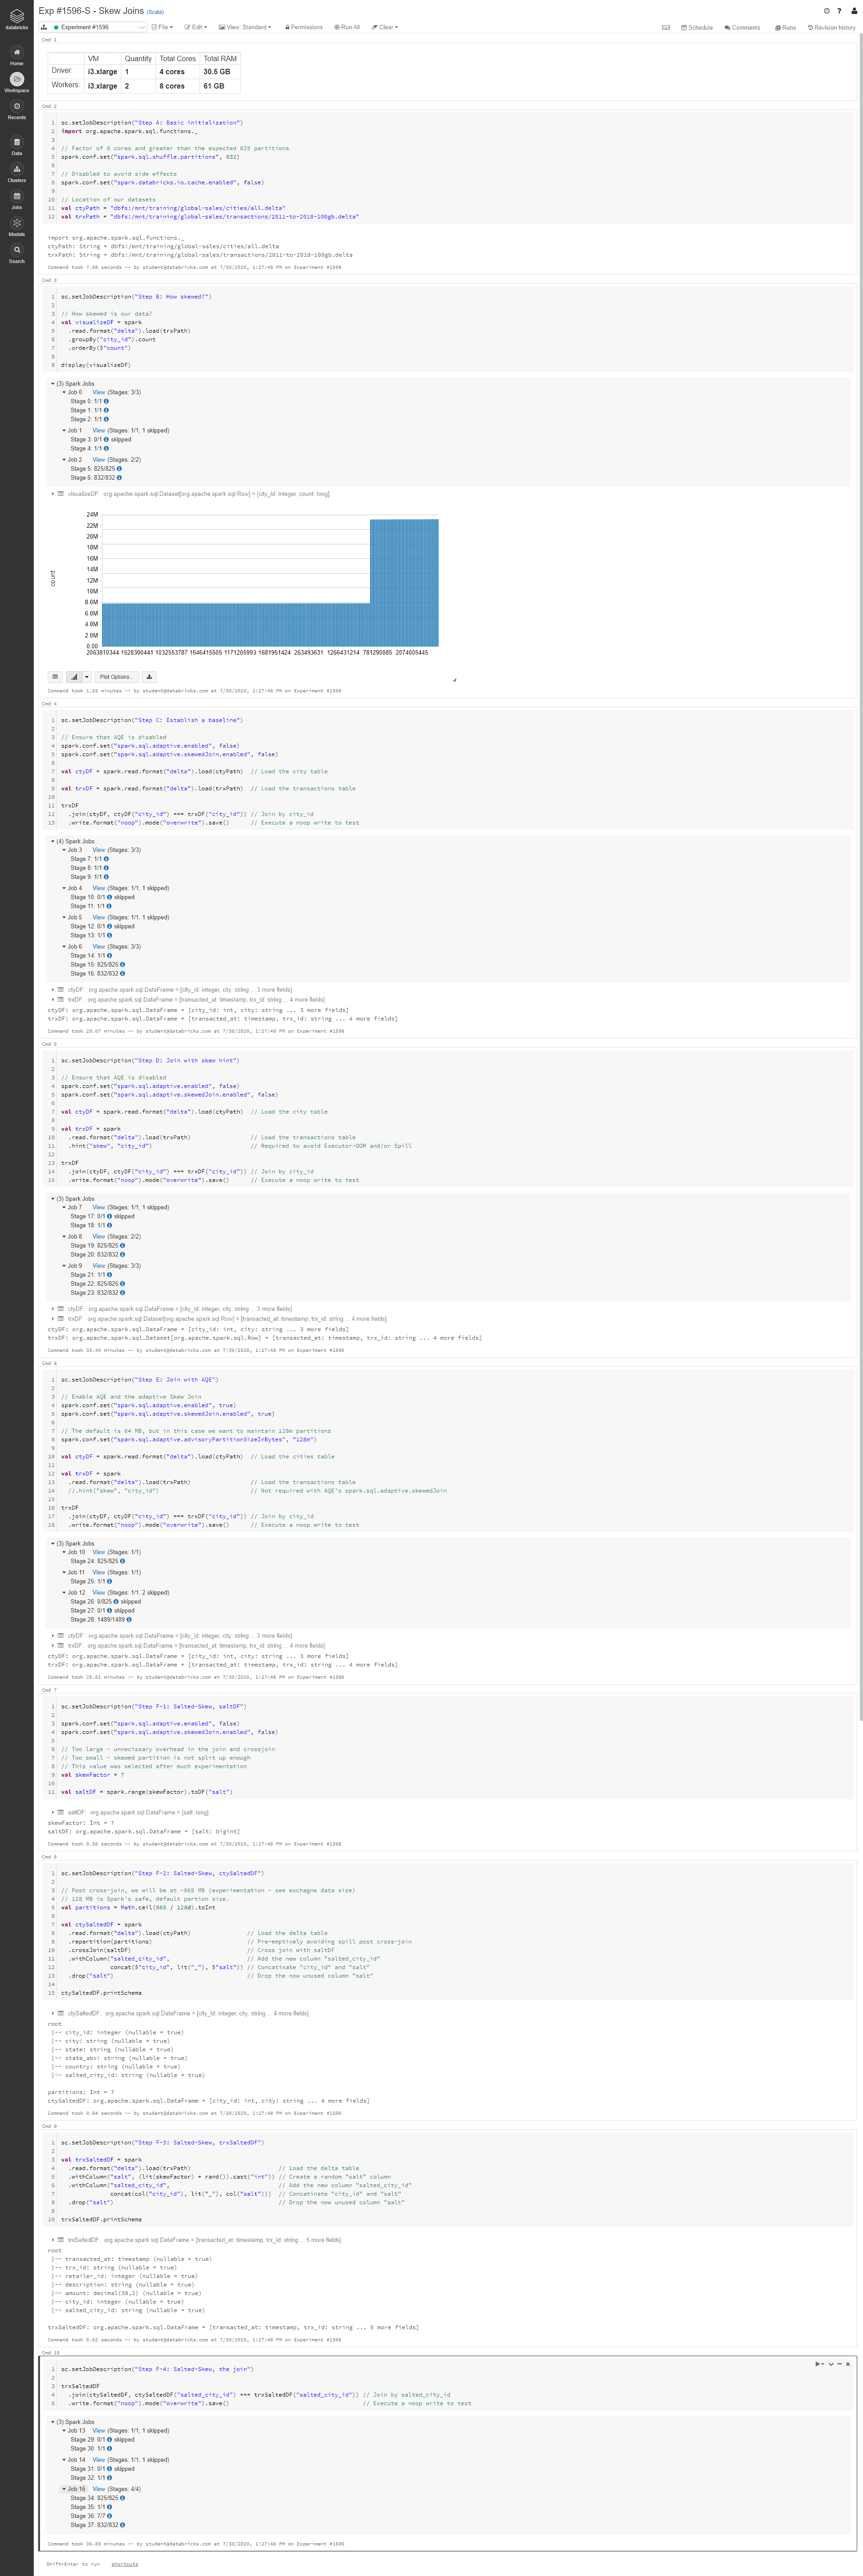 databricks
Home
Workspace
Recents
Data
Clusters
Jobs
Models
Search
Exp #1596-S - Skew Joins (Scala)
Experiment #1596 File Edit View: Standard Permissions Run All Clear Schedule Comments Runs Revision history
Cmd 1
VM Quantity Total Cores Total RAM
Driver: i3.xlarge 1 4 cores 30.5 GB
Workers: i3.xlarge 2 8 cores 61 GB
Cmd 2
1 sc.setJobDescription("Step A: Basic initialization")
2 import org.apache.spark.sql.functions._
3
4 // Factor of 8 cores and greater than the expected 825 partitions
5 spark.conf.set("spark.sql.shuffle.partitions", 832)
6
7 // Disabled to avoid side effects
8 spark.conf.set("spark.databricks.io.cache.enabled", false)
9
10 // Location of our datasets
11 val ctyPath = "dbfs:/mnt/training/global-sales/cities/all.delta"
12 val trxPath = "dbfs:/mnt/training/global-sales/transactions/2011-to-2018-100gb.delta"
import org.apache.spark.sql.functions._
ctyPath: String = dbfs:/mnt/training/global-sales/cities/all.delta
trxPath: String = dbfs:/mnt/training/global-sales/transactions/2011-to-2018-100gb.delta
Command took 7.68 seconds -- by student@databricks.com at 7/30/2020, 1:27:48 PM on Experiment #1596
Cmd 3
1 sc.setJobDescription("Step B: How skewed?")
2
3 // How skewed is our data?
4 val visualizeDF = spark
5 .read.format("delta").load(trxPath)
6 .groupBy("city_id").count
7 .orderBy($"count")
8
9 display(visualizeDF)
(3) Spark Jobs
Job 0 View (Stages: 3/3)
Stage 0: 1/1
Stage 1: 1/1
Stage 2: 1/1
Job 1 View (Stages: 1/1, 1 skipped)
Stage 3: 0/1 skipped
Stage 4: 1/1
Job 2 View (Stages: 2/2)
Stage 5: 825/825
Stage 6: 832/832
visualizeDF: org.apache.spark.sql.Dataset[org.apache.spark.sql.Row] = [city_id: integer, count: long]
24M
22M
20M
18M
16M
14M
12M
10M
8.0M
6.0M
4.0M
2.0M
0.00
count
2063810344 1528300441 1032553787 1646415505 1171205993 1681951424 263493631 1266431214 781290085 2074005445
Plot Options...
Command took 1.55 minutes -- by student@databricks.com at 7/30/2020, 1:27:48 PM on Experiment #1596
Cmd 4
1 sc.setJobDescription("Step C: Establish a baseline")
2
3 // Ensure that AQE is disabled
4 spark.conf.set("spark.sql.adaptive.enabled", false)
5 spark.conf.set("spark.sql.adaptive.skewedJoin.enabled", false)
6
7 val ctyDF = spark.read.format("delta").load(ctyPath) // Load the city table
8
9 val trxDF = spark.read.format("delta").load(trxPath) // Load the transactions table
10
11 trxDF
12 .join(ctyDF, ctyDF("city_id") === trxDF("city_id")) // Join by city_id
13 .write.format("noop").mode("overwrite").save() // Execute a noop write to test
(4) Spark Jobs
Job 3 View (Stages: 3/3)
Stage 7: 1/1
Stage 8: 1/1
Stage 9: 1/1
Job 4 View (Stages: 1/1, 1 skipped)
Stage 10: 0/1 skipped
Stage 11: 1/1
Job 5 View (Stages: 1/1, 1 skipped)
Stage 12: 0/1 skipped
Stage 13: 1/1
Job 6 View (Stages: 3/3)
Stage 14: 1/1
Stage 15: 825/825
Stage 16: 832/832
ctyDF: org.apache.spark.sql.DataFrame = [city_id: integer, city: string ... 3 more fields]
trxDF: org.apache.spark.sql.DataFrame = [transacted_at: timestamp, trx_id: string ... 4 more fields]
ctyDF: org.apache.spark.sql.DataFrame = [city_id: int, city: string ... 3 more fields]
trxDF: org.apache.spark.sql.DataFrame = [transacted_at: timestamp, trx_id: string ... 4 more fields]
Command took 29.07 minutes -- by student@databricks.com at 7/30/2020, 1:27:48 PM on Experiment #1596
Cmd 5
1 sc.setJobDescription("Step D: Join with skew hint")
2
3 // Ensure that AQE is disabled
4 spark.conf.set("spark.sql.adaptive.enabled", false)
5 spark.conf.set("spark.sql.adaptive.skewedJoin.enabled", false)
6
7 val ctyDF = spark.read.format("delta").load(ctyPath) // Load the city table
8
9 val trxDF = spark
10 .read.format("delta").load(trxPath) // Load the transactions table
11 .hint("skew", "city_id") // Required to avoid Executor-OOM and/or Spill
12
13 trxDF
14 .join(ctyDF, ctyDF("city_id") === trxDF("city_id")) // Join by city_id
15 .write.format("noop").mode("overwrite").save() // Execute a noop write to test
(3) Spark Jobs
Job 7 View (Stages: 1/1, 1 skipped)
Stage 17: 0/1 skipped
Stage 18: 1/1
Job 8 View (Stages: 2/2)
Stage 19: 825/825
Stage 20: 832/832
Job 9 View (Stages: 3/3)
Stage 21: 1/1
Stage 22: 825/825
Stage 23: 832/832
ctyDF: org.apache.spark.sql.DataFrame = [city_id: integer, city: string ... 3 more fields]
trxDF: org.apache.spark.sql.Dataset[org.apache.spark.sql.Row] = [transacted_at: timestamp, trx_id: string ... 4 more fields]
ctyDF: org.apache.spark.sql.DataFrame = [city_id: int, city: string ... 3 more fields]
trxDF: org.apache.spark.sql.Dataset[org.apache.spark.sql.Row] = [transacted_at: timestamp, trx_id: string ... 4 more fields]
Command took 35.40 minutes -- by student@databricks.com at 7/30/2020, 1:27:48 PM on Experiment #1596
Cmd 6
1 sc.setJobDescription("Step E: Join with AQE")
2
3 // Enable AQE and the adaptive Skew Join
4 spark.conf.set("spark.sql.adaptive.enabled", true)
5 spark.conf.set("spark.sql.adaptive.skewedJoin.enabled", true)
6
7 // The default is 64 MB, but in this case we want to maintain 128m partitions
8 spark.conf.set("spark.sql.adaptive.advisoryPartitionSizeInBytes", "128m")
9
10 val ctyDF = spark.read.format("delta").load(ctyPath) // Load the cities table
11
12 val trxDF = spark
13 .read.format("delta").load(trxPath) // Load the transactions table
14 //.hint("skew", "city_id") // Not required with AQE's spark.sql.adaptive.skewedJoin
15
16 trxDF
17 .join(ctyDF, ctyDF("city_id") === trxDF("city_id")) // Join by city_id
18 .write.format("noop").mode("overwrite").save() // Execute a noop write to test
(3) Spark Jobs
Job 10 View (Stages: 1/1)
Stage 24: 825/825
Job 11 View (Stages: 1/1)
Stage 25: 1/1
Job 12 View (Stages: 1/1, 2 skipped)
Stage 26: 0/825 skipped
Stage 27: 0/1 skipped
Stage 28: 1489/1489
ctyDF: org.apache.spark.sql.DataFrame = [city_id: integer, city: string ... 3 more fields]
trxDF: org.apache.spark.sql.DataFrame = [transacted_at: timestamp, trx_id: string ... 4 more fields]
ctyDF: org.apache.spark.sql.DataFrame = [city_id: int, city: string ... 3 more fields]
trxDF: org.apache.spark.sql.DataFrame = [transacted_at: timestamp, trx_id: string ... 4 more fields]
Command took 25.61 minutes -- by student@databricks.com at 7/30/2020, 1:27:48 PM on Experiment #1596
Cmd 7
1 sc.setJobDescription("Step F-1: Salted-Skew, saltDF")
2
3 spark.conf.set("spark.sql.adaptive.enabled", false)
4 spark.conf.set("spark.sql.adaptive.skewedJoin.enabled", false)
5
6 // Too large - unnecissary overhead in the join and crossjoin
7 // Too small - skewed partition is not split up enough
8 // This value was selected after much experimentation
9 val skewFactor = 7
10
11 val saltDF = spark.range(skewFactor).toDF("salt")
saltDF: org.apache.spark.sql.DataFrame = [salt: long]
skewFactor: Int = 7
saltDF: org.apache.spark.sql.DataFrame = [salt: bigint]
Command took 0.56 seconds -- by student@databricks.com at 7/30/2020, 1:27:48 PM on Experiment #1596
Cmd 8
1 sc.setJobDescription("Step F-2: Salted-Skew, ctySaltedDF")
2
3 // Post cross-join, we will be at ~865 MB (experimentation - see exchagne data size)
4 // 128 MB is Spark's safe, default partion size.
5 val partitions = Math.ceil(865 / 128d).toInt
6
7 val ctySaltedDF = spark
8 .read.format("delta").load(ctyPath) // Load the delta table
9 .repartition(partitions) // Pre-emptively avoiding spill post cross-join
10 .crossJoin(saltDF) // Cross join with saltDF
11 .withColumn("salted_city_id", // Add the new column "salted_city_id"
12 concat($"city_id", lit("_"), $"salt")) // Concatinate "city_id" and "salt"
13 .drop("salt") // Drop the now unused column "salt"
14
15 ctySaltedDF.printSchema
ctySaltedDF: org.apache.spark.sql.DataFrame = [city_id: integer, city: string ... 4 more fields]
root
|-- city_id: integer (nullable = true)
|-- city: string (nullable = true)
|-- state: string (nullable = true)
|-- state_abv: string (nullable = true)
|-- country: string (nullable = true)
|-- salted_city_id: string (nullable = true)
partitions: Int = 7
ctySaltedDF: org.apache.spark.sql.DataFrame = [city_id: int, city: string ... 4 more fields]
Command took 0.64 seconds -- by student@databricks.com at 7/30/2020, 1:27:48 PM on Experiment #1596
Cmd 9
1 sc.setJobDescription("Step F-3: Salted-Skew, trxSaltedDF")
2
3 val trxSaltedDF = spark
4 .read.format("delta").load(trxPath) // Load the delta table
5 .withColumn("salt", (lit(skewFactor) * rand()).cast("int")) // Create a random "salt" column
6 .withColumn("salted_city_id", // Add the new column "salted_city_id"
7 concat(col("city_id"), lit("_"), col("salt"))) // Concatinate "city_id" and "salt"
8 .drop("salt") // Drop the now unused column "salt"
9
10 trxSaltedDF.printSchema
trxSaltedDF: org.apache.spark.sql.DataFrame = [transacted_at: timestamp, trx_id: string ... 5 more fields]
root
|-- transacted_at: timestamp (nullable = true)
|-- trx_id: string (nullable = true)
|-- retailer_id: integer (nullable = true)
|-- description: string (nullable = true)
|-- amount: decimal(38,2) (nullable = true)
|-- city_id: integer (nullable = true)
|-- salted_city_id: string (nullable = true)
trxSaltedDF: org.apache.spark.sql.DataFrame = [transacted_at: timestamp, trx_id: string ... 5 more fields]
Command took 0.82 seconds -- by student@databricks.com at 7/30/2020, 1:27:48 PM on Experiment #1596
Cmd 10
1 sc.setJobDescription("Step F-4: Salted-Skew, the join")
2
3 trxSaltedDF
4 .join(ctySaltedDF, ctySaltedDF("salted_city_id") === trxSaltedDF("salted_city_id")) // Join by salted_city_id
5 .write.format("noop").mode("overwrite").save() // Execute a noop write to test
(3) Spark Jobs
Job 13 View (Stages: 1/1, 1 skipped)
Stage 29: 0/1 skipped
Stage 30: 1/1
Job 14 View (Stages: 1/1, 1 skipped)
Stage 31: 0/1 skipped
Stage 32: 1/1
Job 16 View (Stages: 4/4)
Stage 34: 825/825
Stage 35: 1/1
Stage 36: 7/7
Stage 37: 832/832
Command took 36.89 minutes -- by student@databricks.com at 7/30/2020, 1:27:48 PM on Experiment #1596
Shift+Enter to run shortcuts